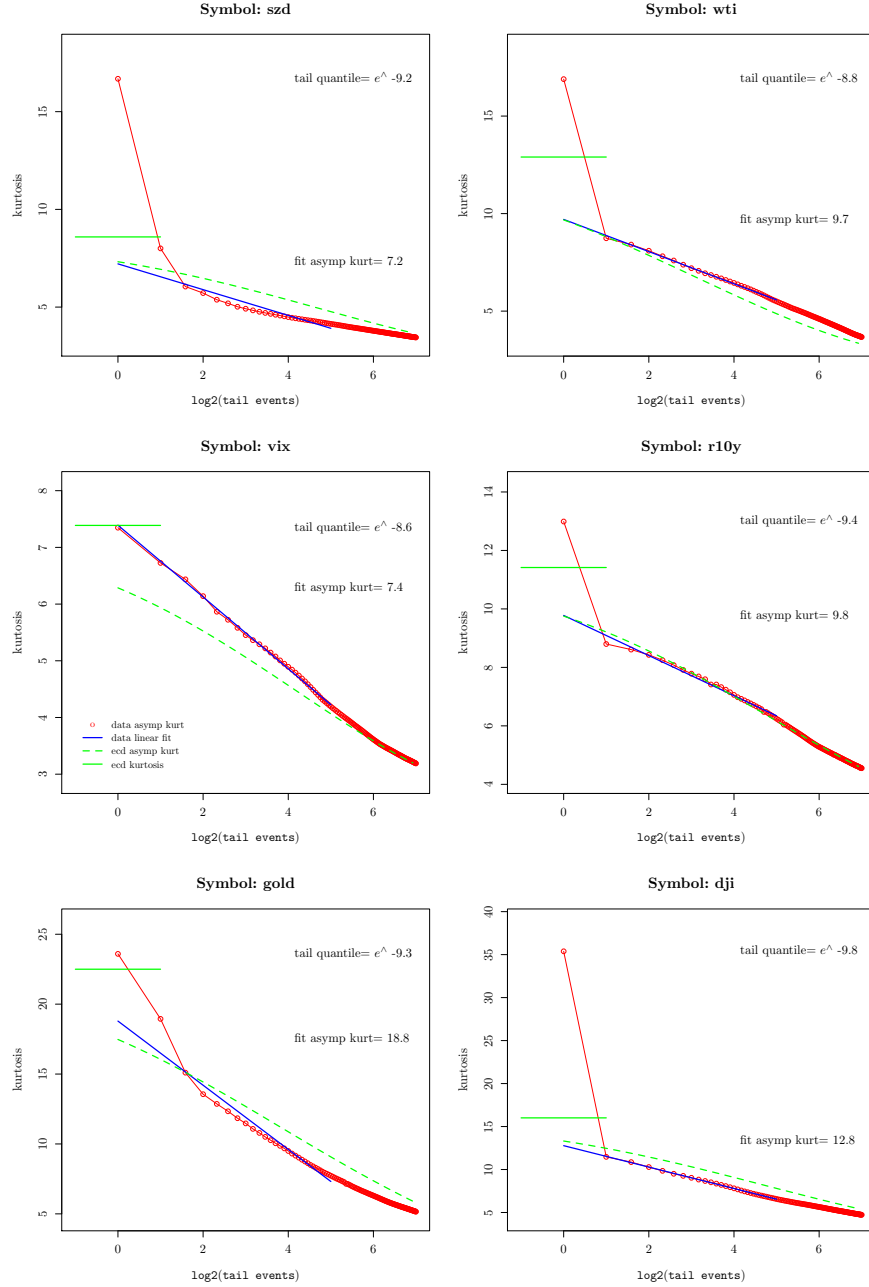 Symbol: szd
tail quantile= e^ -9.2
fit asymp kurt= 7.2
kurtosis
5
10
15
0
2
4
6
log2(tail events)
Symbol: wti
tail quantile= e^ -8.8
fit asymp kurt= 9.7
kurtosis
5
10
15
0
2
4
6
log2(tail events)
Symbol: vix
tail quantile= e^ -8.6
fit asymp kurt= 7.4
kurtosis
3
4
5
6
7
8
data asymp kurt
data linear fit
ecd asymp kurt
ecd kurtosis
0
2
4
6
log2(tail events)
Symbol: r10y
tail quantile= e^ -9.4
fit asymp kurt= 9.8
kurtosis
4
6
8
10
12
14
0
2
4
6
log2(tail events)
Symbol: gold
tail quantile= e^ -9.3
fit asymp kurt= 18.8
kurtosis
5
10
15
20
25
0
2
4
6
log2(tail events)
Symbol: dji
tail quantile= e^ -9.8
fit asymp kurt= 12.8
kurtosis
5
10
15
20
25
30
35
40
0
2
4
6
log2(tail events)